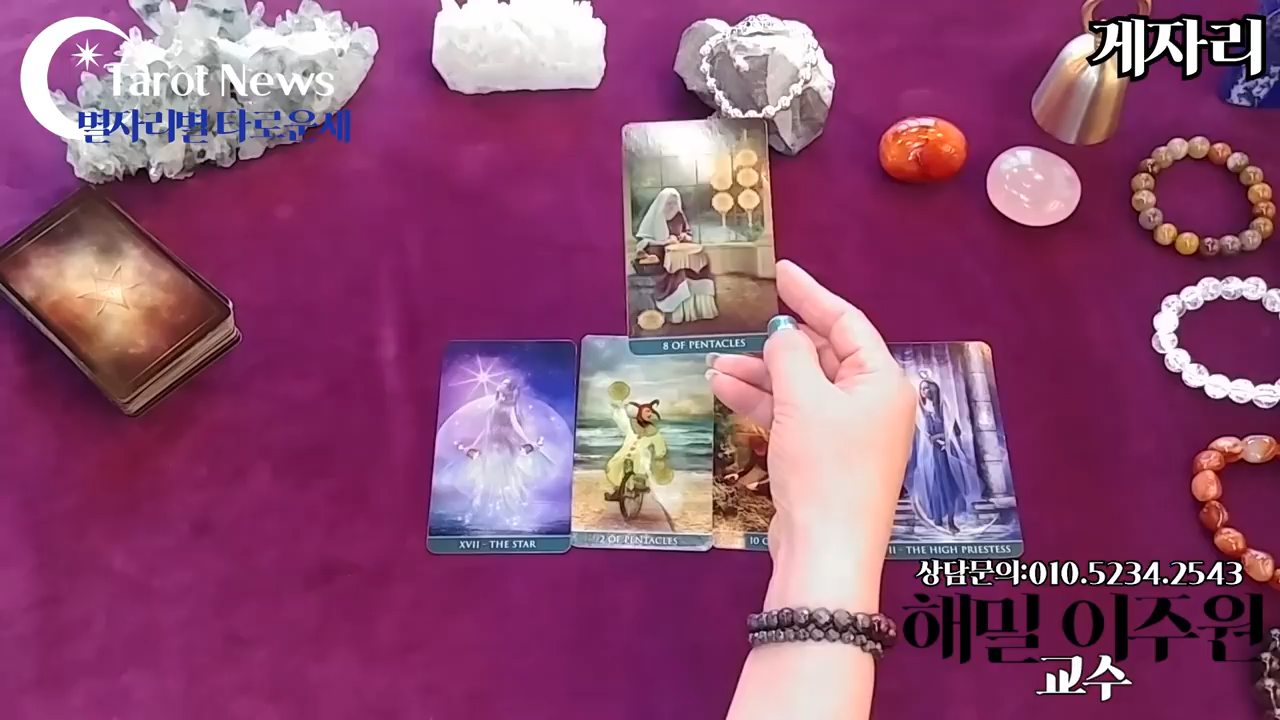 Tarot News
별자리별 타로운세
게자리
8 OF PENTACLES
XVII - THE STAR
2 OF PENTACLES
10 O
II - THE HIGH PRIESTESS
상담문의:010.5234.2543
해밀 이주원
교수